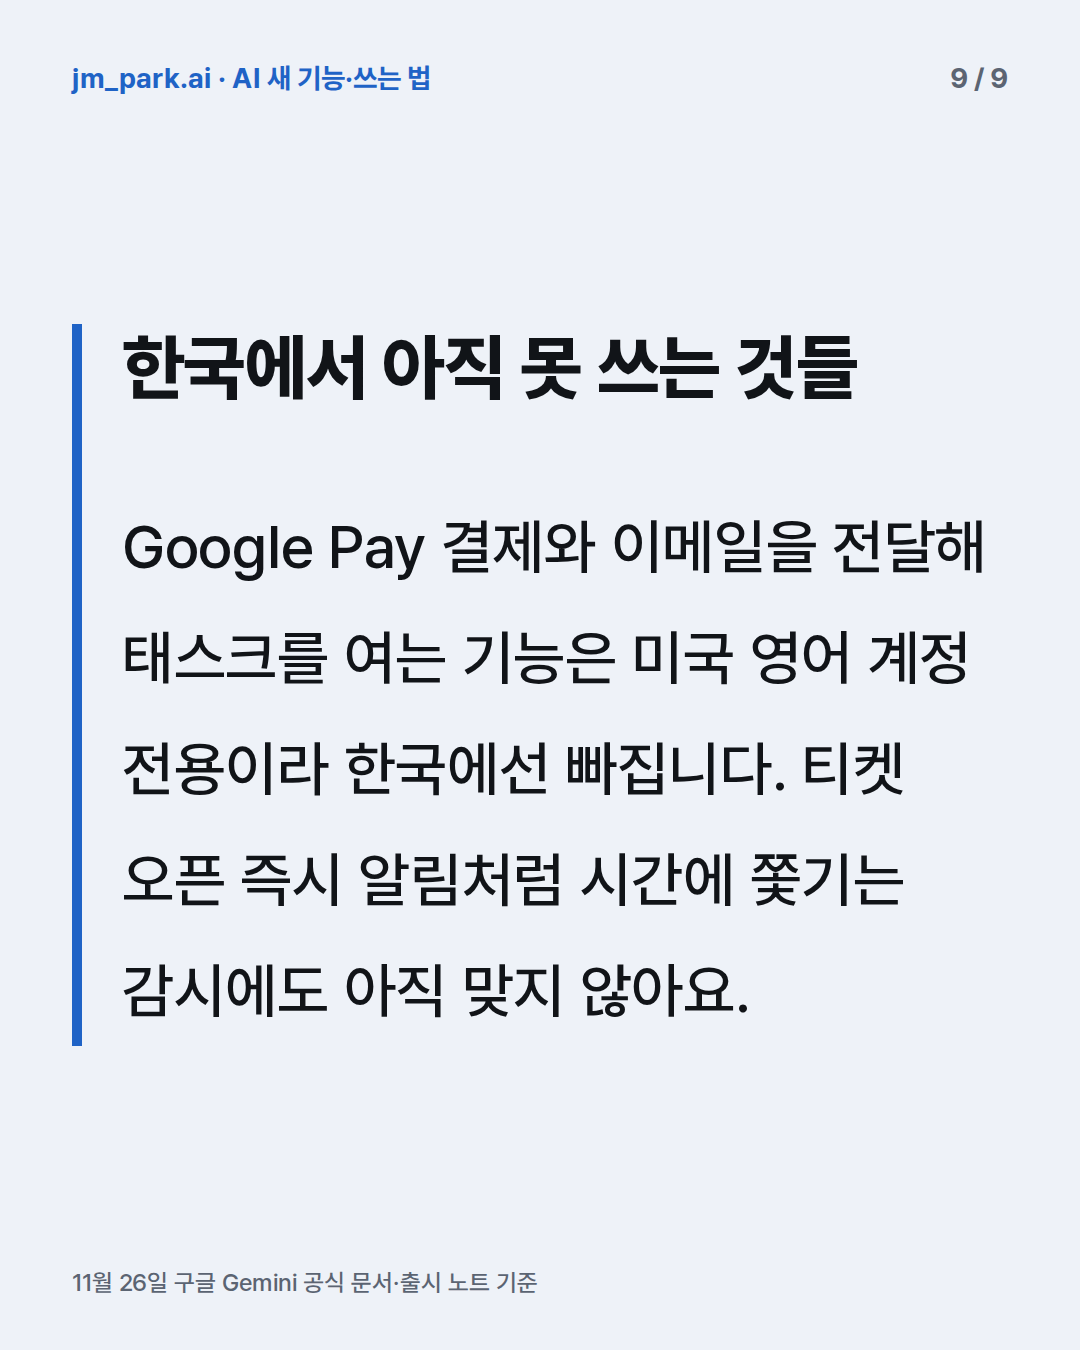 jm_park.ai · AI 새 기능·쓰는 법
9 / 9
한국에서 아직 못 쓰는 것들
Google Pay 결제와 이메일을 전달해
태스크를 여는 기능은 미국 영어 계정
전용이라 한국에선 빠집니다. 티켓
오픈 즉시 알림처럼 시간에 쫓기는
감시에도 아직 맞지 않아요.
11월 26일 구글 Gemini 공식 문서·출시 노트 기준